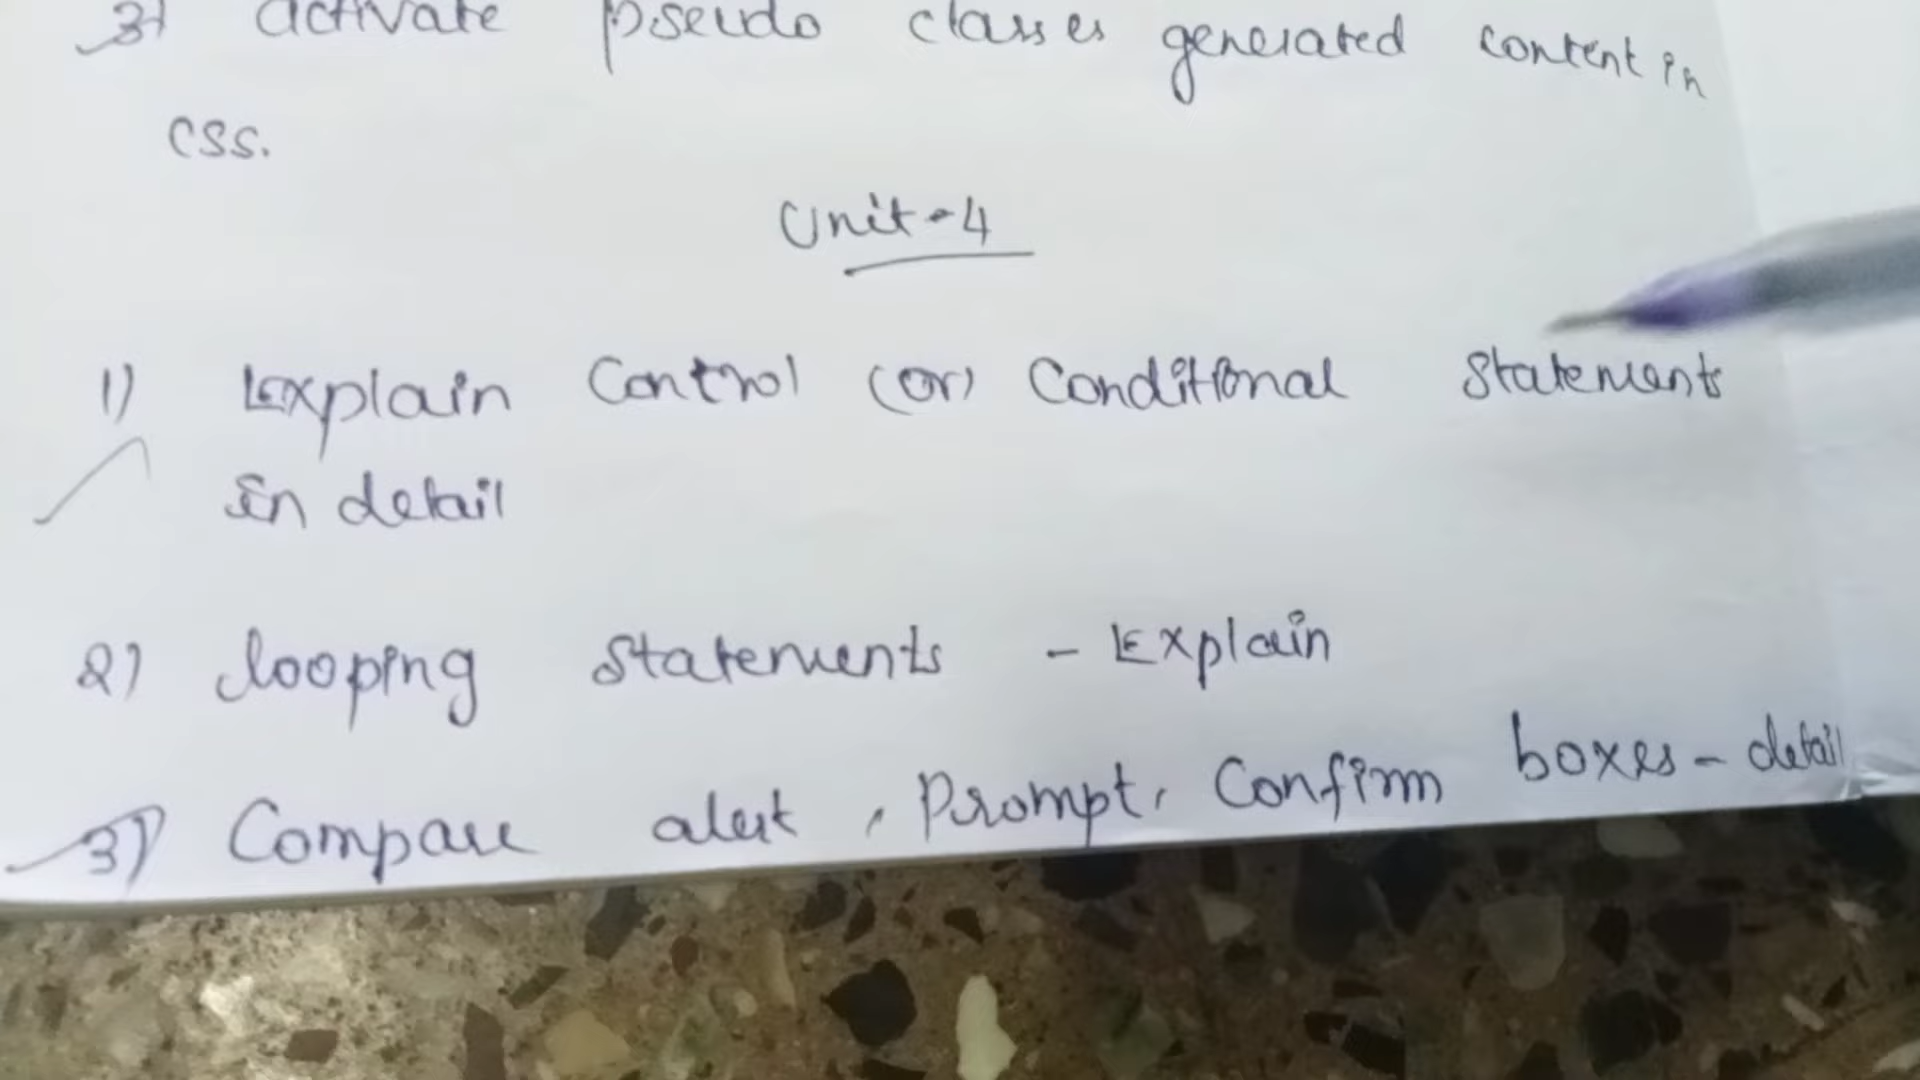 3) activate pseudo classes generated content in
CSS.
Unit-4
1) Explain Control (or) Conditional Statements
in detail
2) looping statements - Explain
3) Compare alert, Prompt, Confirm boxes - detail